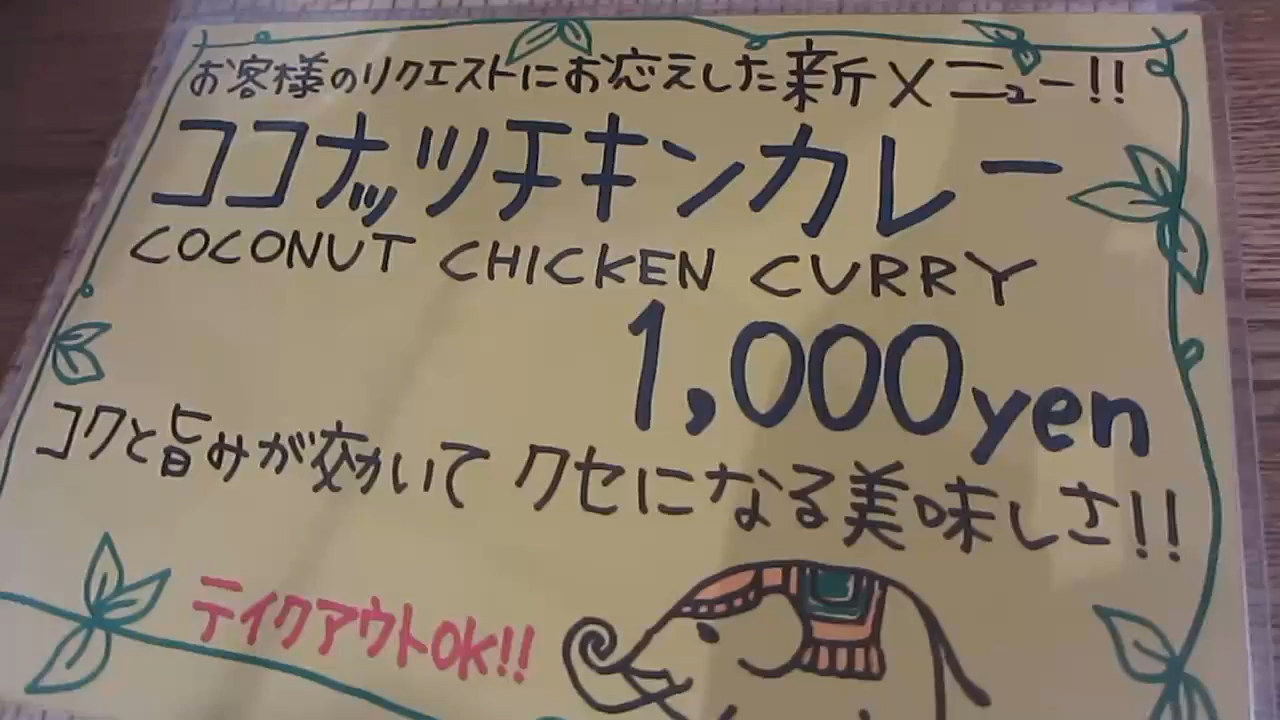 お客様のリクエストにお応えした新メニュー!!
ココナッツチキンカレー
COCONUT CHICKEN CURRY
1,000yen
コクと旨みが効いて クセになる美味しさ!!
テイクアウトOK!!